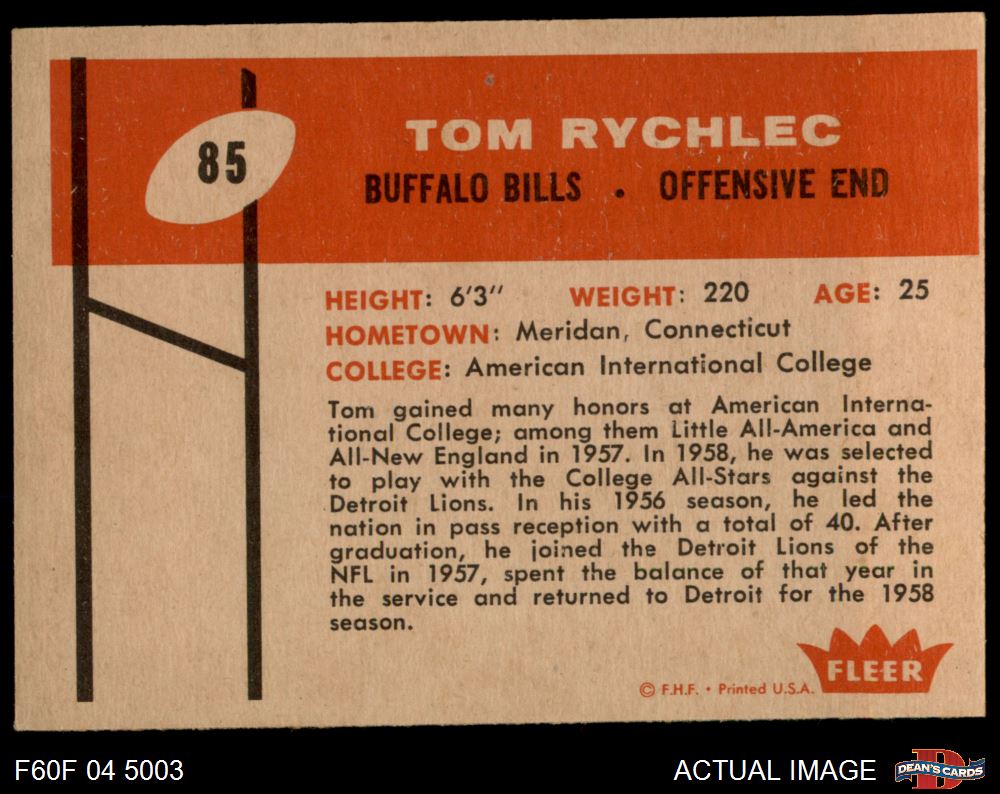 85
TOM RYCHLEC
BUFFALO BILLS • OFFENSIVE END
HEIGHT: 6'3" WEIGHT: 220 AGE: 25
HOMETOWN: Meridan, Connecticut
COLLEGE: American International College
Tom gained many honors at American Interna-
tional College; among them Little All-America and
All-New England in 1957. In 1958, he was selected
to play with the College All-Stars against the
Detroit Lions. In his 1956 season, he led the
nation in pass reception with a total of 40. After
graduation, he joined the Detroit Lions of the
NFL in 1957, spent the balance of that year in
the service and returned to Detroit for the 1958
season.
FLEER
© F.H.F. • Printed U.S.A.
F60F 04 5003
ACTUAL IMAGE
D
DEAN'S CARDS